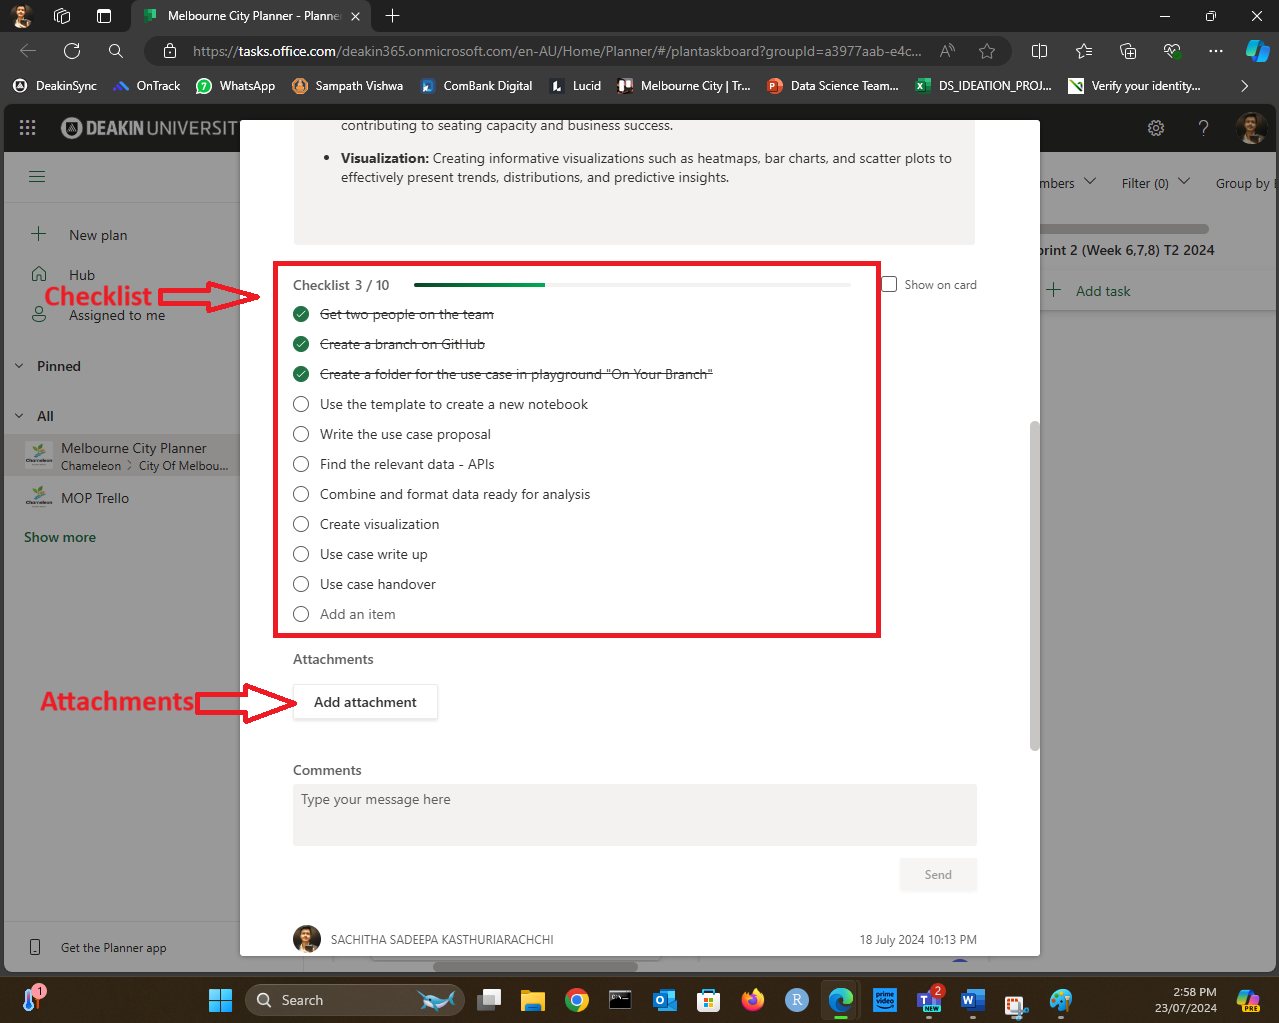 Melbourne City Planner - Planner
https://tasks.office.com/deakin365.onmicrosoft.com/en-AU/Home/Planner/#/plantaskboard?groupId=a3977aab-e4c...
DeakinSync
OnTrack
WhatsApp
Sampath Vishwa
ComBank Digital
Lucid
Melbourne City | Tr...
Data Science Team...
DS_IDEATION_PROJ...
Verify your identity...
DEAKIN UNIVERSIT
?
mbers
Filter (0)
Group by
print 2 (Week 6,7,8) T2 2024
Add task
New plan
Hub
Assigned to me
Pinned
All
Melbourne City Planner
Chameleon > City Of Melbou...
MOP Trello
Show more
Get the Planner app
contributing to seating capacity and business success.
• Visualization: Creating informative visualizations such as heatmaps, bar charts, and scatter plots to
effectively present trends, distributions, and predictive insights.
Checklist
Checklist 3 / 10
Show on card
Get two people on the team
Create a branch on GitHub
Create a folder for the use case in playground "On Your Branch"
Use the template to create a new notebook
Write the use case proposal
Find the relevant data - APIs
Combine and format data ready for analysis
Create visualization
Use case write up
Use case handover
Add an item
Attachments
Attachments
Add attachment
Comments
Type your message here
Send
SACHITHA SADEEPA KASTHURIARACHCHI
18 July 2024 10:13 PM
1
Search
R
prime video
2
NEW
W
PRE
2:58 PM
23/07/2024